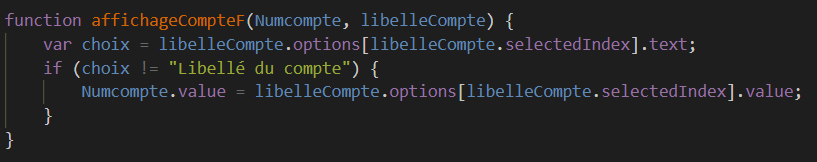 function affichageCompteF(Numcompte, libelleCompte) {
var choix = libelleCompte.options[libelleCompte.selectedIndex].text;
if (choix != "Libellé du compte") {
Numcompte.value = libelleCompte.options[libelleCompte.selectedIndex].value;
}
}